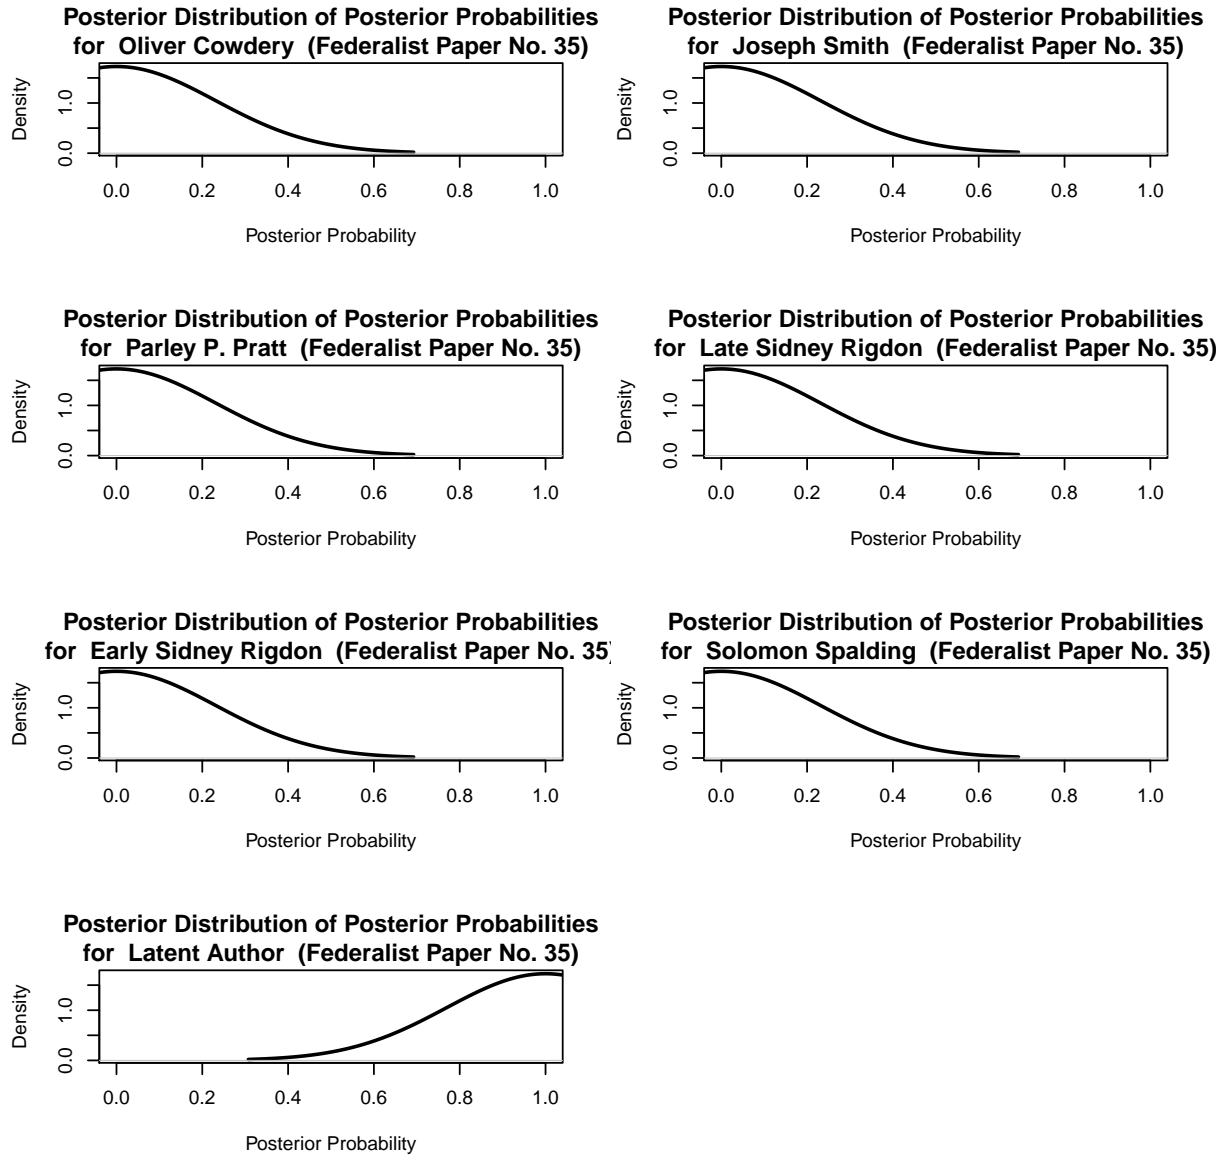 Posterior Distribution of Posterior Probabilities
for Oliver Cowdery (Federalist Paper No. 35)
Density
0.0 1.0
0.0 0.2 0.4 0.6 0.8 1.0
Posterior Probability
Posterior Distribution of Posterior Probabilities
for Joseph Smith (Federalist Paper No. 35)
Density
0.0 1.0
0.0 0.2 0.4 0.6 0.8 1.0
Posterior Probability
Posterior Distribution of Posterior Probabilities
for Parley P. Pratt (Federalist Paper No. 35)
Density
0.0 1.0
0.0 0.2 0.4 0.6 0.8 1.0
Posterior Probability
Posterior Distribution of Posterior Probabilities
for Late Sidney Rigdon (Federalist Paper No. 35)
Density
0.0 1.0
0.0 0.2 0.4 0.6 0.8 1.0
Posterior Probability
Posterior Distribution of Posterior Probabilities
for Early Sidney Rigdon (Federalist Paper No. 35)
Density
0.0 1.0
0.0 0.2 0.4 0.6 0.8 1.0
Posterior Probability
Posterior Distribution of Posterior Probabilities
for Solomon Spalding (Federalist Paper No. 35)
Density
0.0 1.0
0.0 0.2 0.4 0.6 0.8 1.0
Posterior Probability
Posterior Distribution of Posterior Probabilities
for Latent Author (Federalist Paper No. 35)
Density
0.0 1.0
0.0 0.2 0.4 0.6 0.8 1.0
Posterior Probability